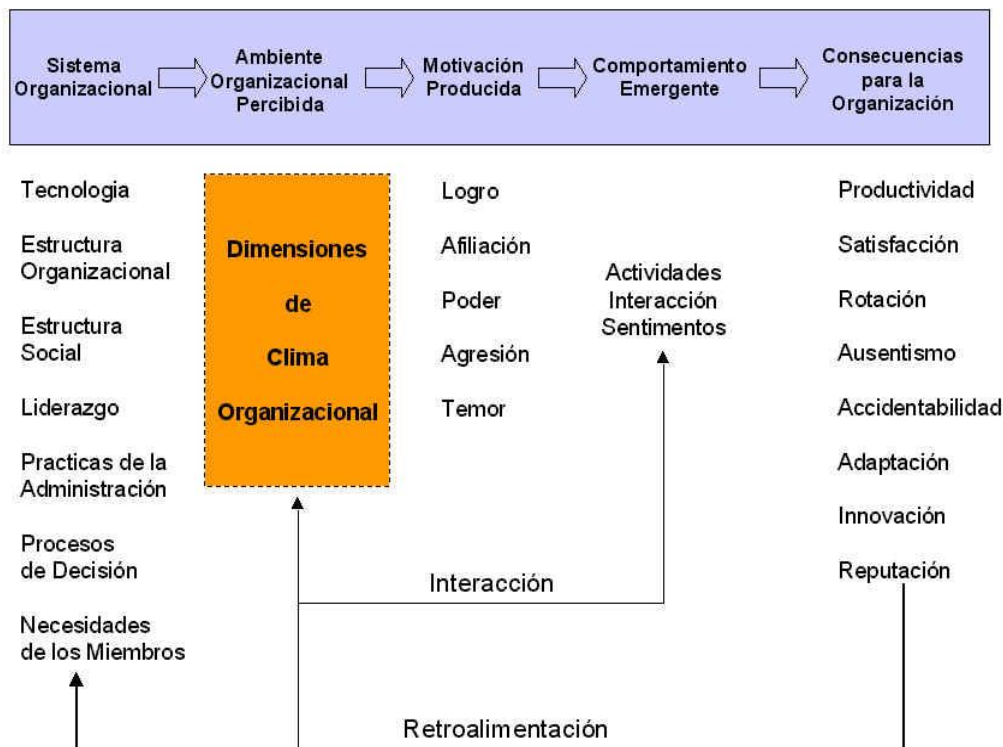 Sistema
Organizacional
Ambiente
Organizacional
Percibida
Motivación
Producida
Comportamiento
Emergente
Consecuencias
para la
Organización
Tecnologia
Estructura
Organizacional
Estructura
Social
Liderazgo
Practicas de la
Administración
Procesos
de Decisión
Necesidades
de los Miembros
Dimensiones
de
Clima
Organizacional
Logro
Afiliación
Poder
Agresión
Temor
Actividades
Interacción
Sentimentos
Productividad
Satisfacción
Rotación
Ausentismo
Accidentabilidad
Adaptación
Innovación
Reputación
Interacción
Retroalimentación